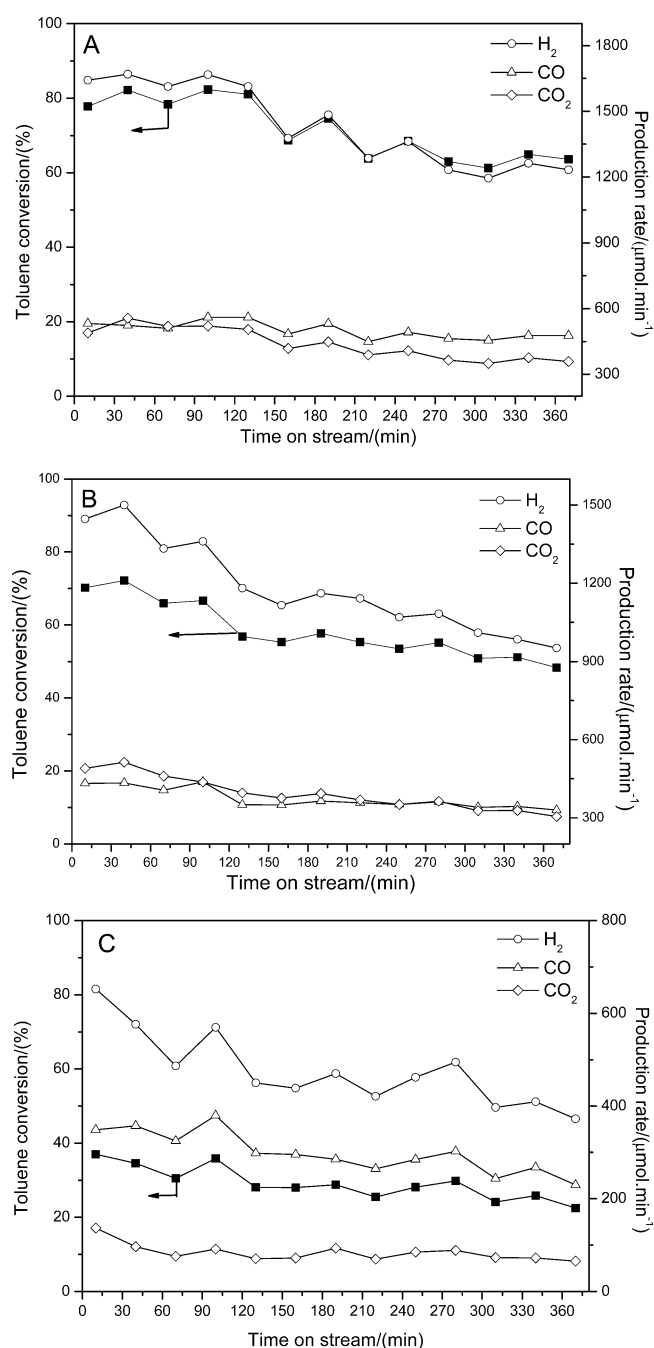 A
H2
CO
CO2
100
80
60
40
20
0
1800
1500
1200
900
600
300
Toluene conversion/(%)
Production rate/(μmol.min-1)
0 30 60 90 120 150 180 210 240 270 300 330 360
Time on stream/(min)
B
H2
CO
CO2
100
80
60
40
20
0
1500
1200
900
600
300
Toluene conversion/(%)
Production rate/(μmol.min-1)
0 30 60 90 120 150 180 210 240 270 300 330 360
Time on stream/(min)
C
H2
CO
CO2
100
80
60
40
20
0
800
600
400
200
0
Toluene conversion/(%)
Production rate/(μmol.min-1)
0 30 60 90 120 150 180 210 240 270 300 330 360
Time on stream/(min)